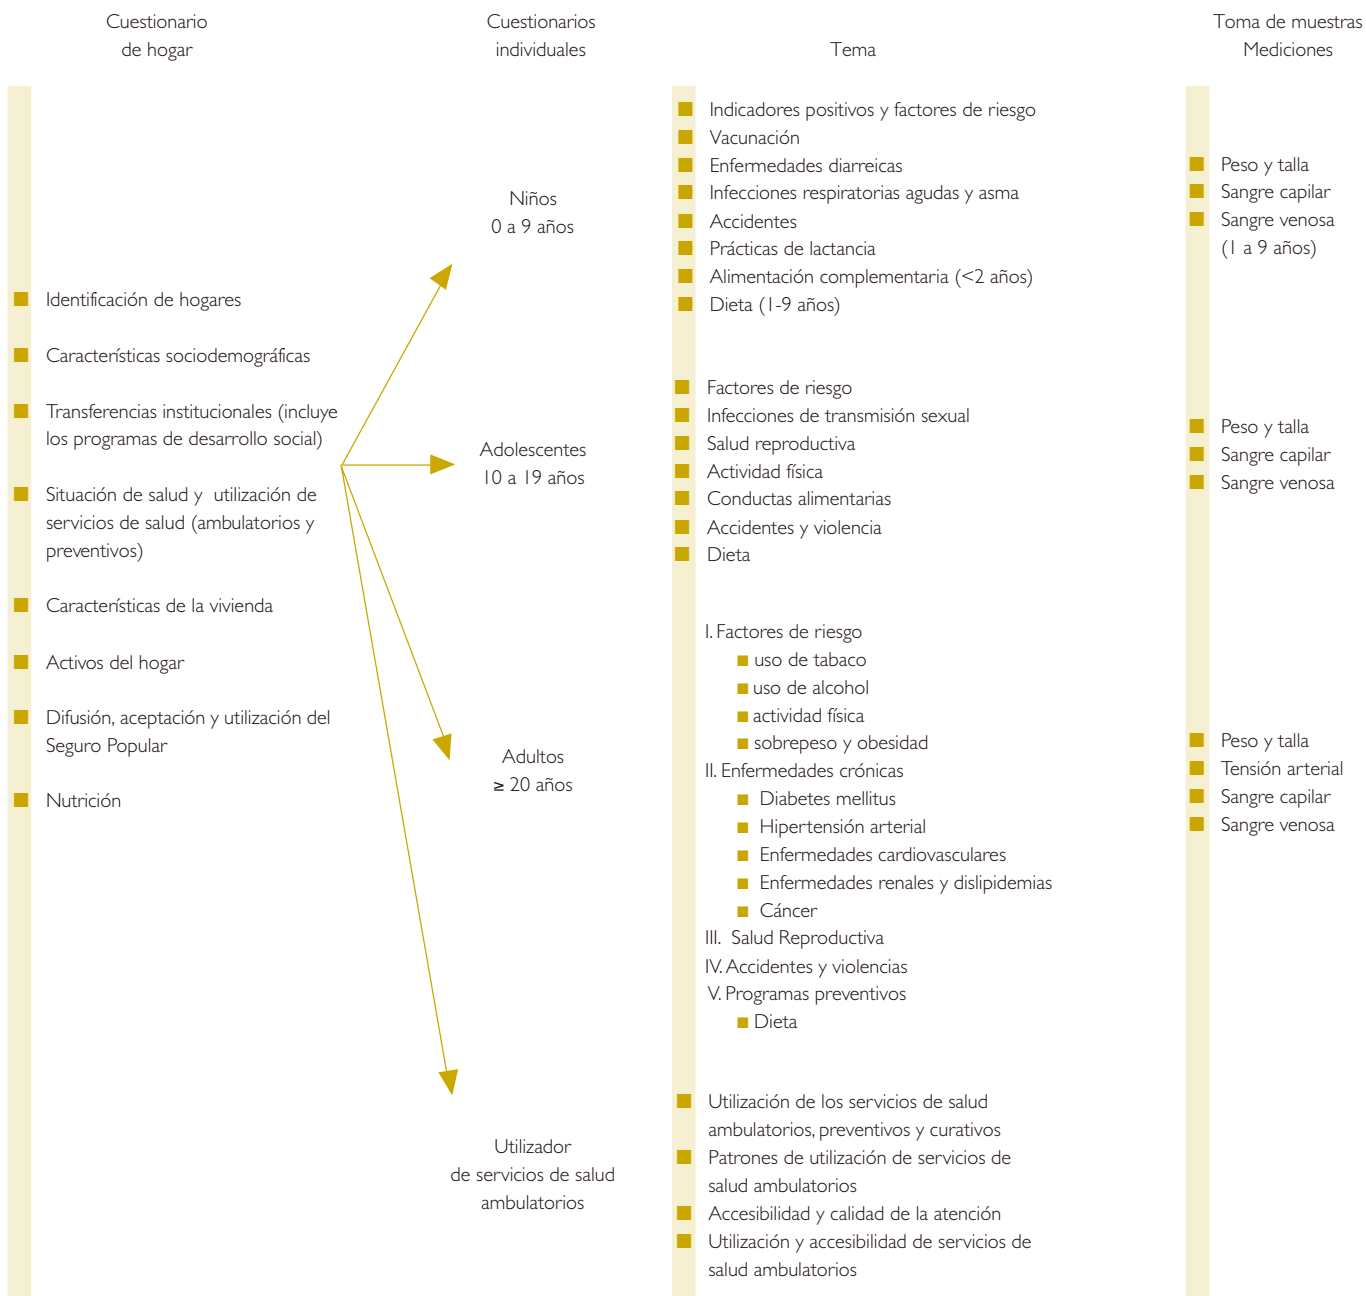 Cuestionario
de hogar
Cuestionarios
individuales
Tema
Toma de muestras
Mediciones
Identificación de hogares
Características sociodemográficas
Transferencias institucionales (incluye
los programas de desarrollo social)
Situación de salud y utilización de
servicios de salud (ambulatorios y
preventivos)
Características de la vivienda
Activos del hogar
Difusión, aceptación y utilización del
Seguro Popular
Nutrición
Niños
0 a 9 años
Indicadores positivos y factores de riesgo
Vacunación
Enfermedades diarreicas
Infecciones respiratorias agudas y asma
Accidentes
Prácticas de lactancia
Alimentación complementaria (<2 años)
Dieta (1-9 años)
Peso y talla
Sangre capilar
Sangre venosa
(1 a 9 años)
Adolescentes
10 a 19 años
Factores de riesgo
Infecciones de transmisión sexual
Salud reproductiva
Actividad física
Conductas alimentarias
Accidentes y violencia
Dieta
Peso y talla
Sangre capilar
Sangre venosa
Adultos
≥ 20 años
I. Factores de riesgo
uso de tabaco
uso de alcohol
actividad física
sobrepeso y obesidad
II. Enfermedades crónicas
Diabetes mellitus
Hipertensión arterial
Enfermedades cardiovasculares
Enfermedades renales y dislipidemias
Cáncer
III. Salud Reproductiva
IV. Accidentes y violencias
V. Programas preventivos
Dieta
Peso y talla
Tensión arterial
Sangre capilar
Sangre venosa
Utilizador
de servicios de salud
ambulatorios
Utilización de los servicios de salud
ambulatorios, preventivos y curativos
Patrones de utilización de servicios de
salud ambulatorios
Accesibilidad y calidad de la atención
Utilización y accesibilidad de servicios de
salud ambulatorios